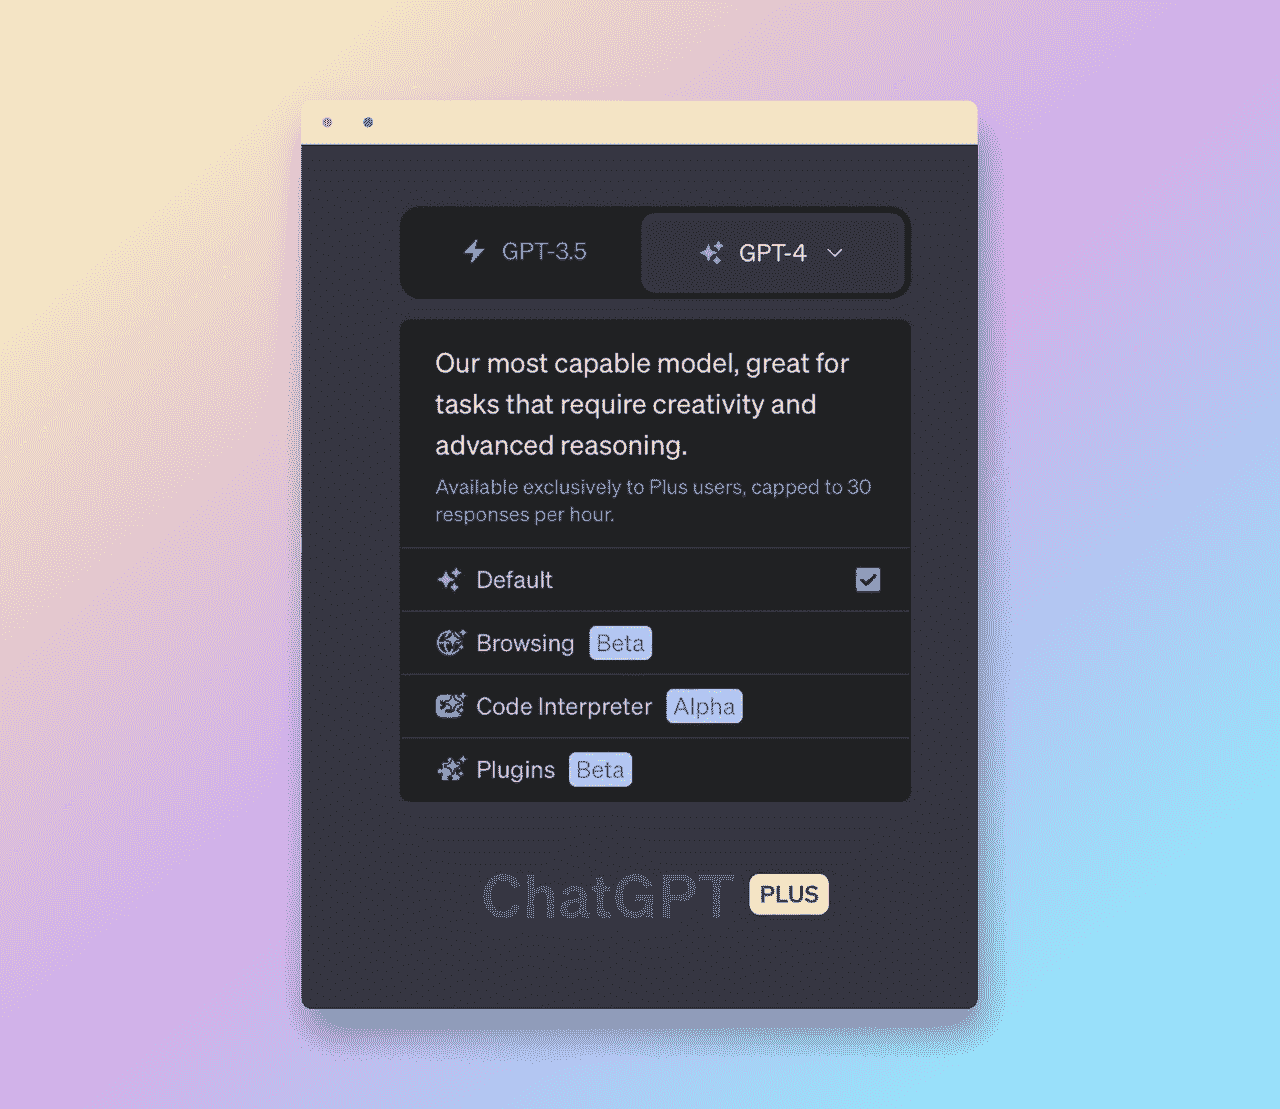 GPT-3.5
GPT-4
Our most capable model, great for
tasks that require creativity and
advanced reasoning.
Available exclusively to Plus users, capped to 30
responses per hour.
Default
Browsing Beta
Code Interpreter Alpha
Plugins Beta
ChatGPT PLUS